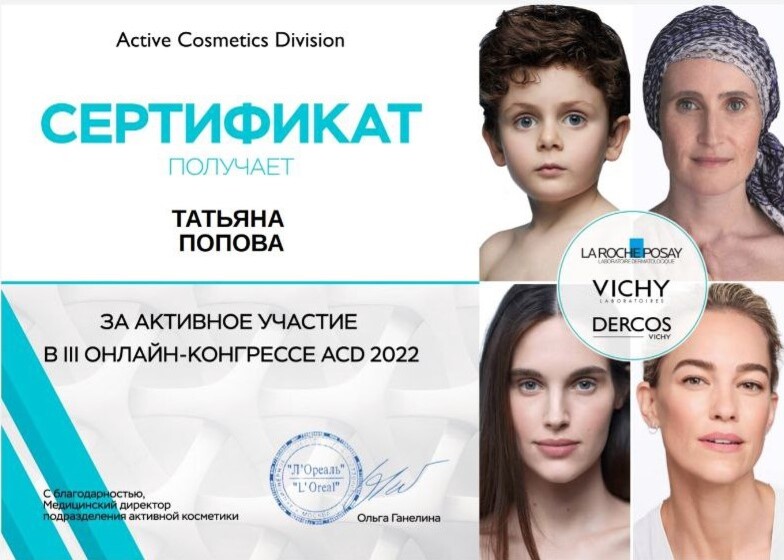 Active Cosmetics Division
СЕРТИФИКАТ
ПОЛУЧАЕТ
ТАТЬЯНА
ПОПОВА
LA ROCHE POSAY
LABORATOIRE DERMATOLOGIQUE
VICHY
LABORATOIRES
DERCOS
VICHY
ЗА АКТИВНОЕ УЧАСТИЕ
В III ОНЛАЙН-КОНГРЕССЕ ACD 2022
"Л'Ореаль"
"L'Oreal"
МОСКВА
С благодарностью,
Медицинский директор
подразделения активной косметики
Ольга Ганелина